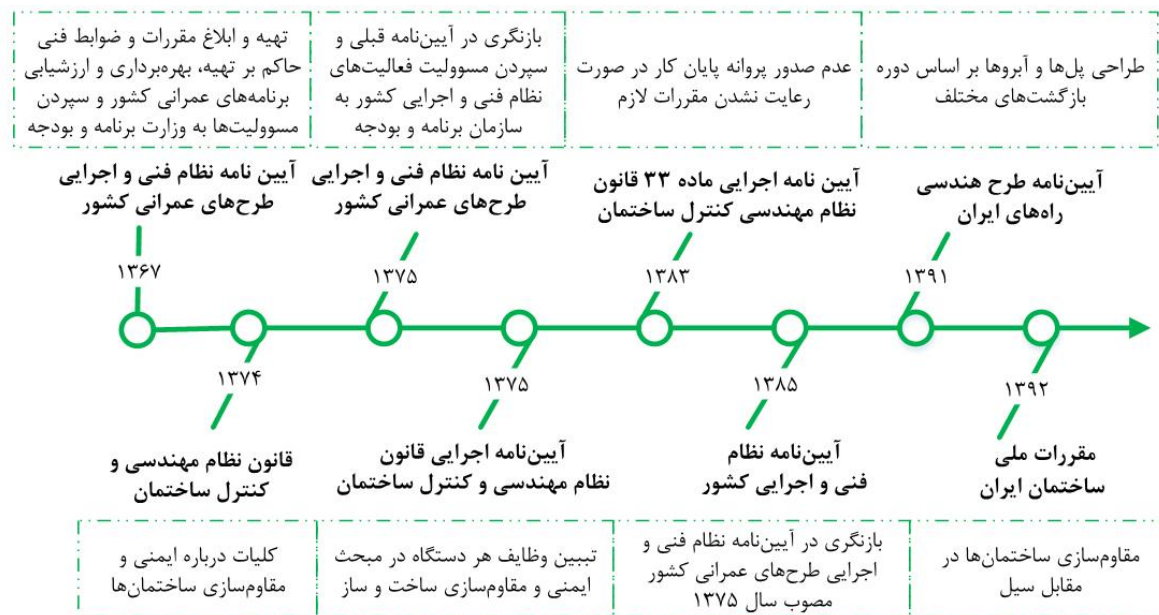 تهیه و ابلاغ مقررات و ضوابط فنی
حاکم بر تهیه، بهره‌برداری و ارزشیابی
برنامه‌های عمرانی کشور و سپردن
مسوولیت‌ها به وزارت برنامه و بودجه
بازنگری در آیین‌نامه قبلی و
سپردن مسوولیت فعالیت‌های
نظام فنی و اجرایی کشور به
سازمان برنامه و بودجه
عدم صدور پروانه پایان کار در صورت
رعایت نشدن مقررات لازم
طراحی پل‌ها و آبروها بر اساس دوره
بازگشت‌های مختلف
آیین نامه نظام فنی و اجرایی
طرح‌های عمرانی کشور
آیین نامه نظام فنی و اجرایی
طرح‌های عمرانی کشور
آیین نامه اجرایی ماده ۳۳ قانون
نظام مهندسی کنترل ساختمان
آیین‌نامه طرح هندسی
راه‌های ایران
۱۳۶۷
۱۳۷۵
۱۳۸۳
۱۳۹۱
۱۳۷۴
۱۳۷۵
۱۳۸۵
۱۳۹۲
قانون نظام مهندسی و
کنترل ساختمان
آیین‌نامه اجرایی قانون
نظام مهندسی و کنترل ساختمان
آیین‌نامه نظام
فنی و اجرایی کشور
مقررات ملی
ساختمان ایران
کلیات درباره ایمنی و
مقاوم‌سازی ساختمان‌ها
تبیین وظایف هر دستگاه در مبحث
ایمنی و مقاوم‌سازی ساخت و ساز
بازنگری در آیین‌نامه نظام فنی و
اجرایی طرح‌های عمرانی کشور
مصوب سال ۱۳۷۵
مقاوم‌سازی ساختمان‌ها در
مقابل سیل